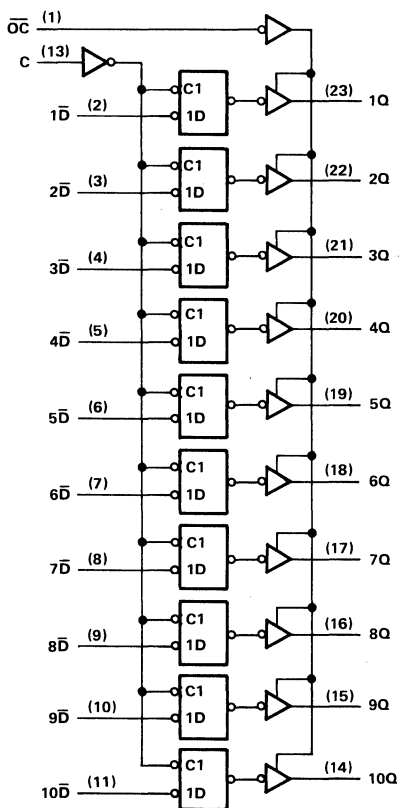 O̅C̅ (1)
C (13)
C1 (23)
1D̅ (2) 1D 1Q
C1 (22)
2D̅ (3) 1D 2Q
C1 (21)
3D̅ (4) 1D 3Q
C1 (20)
4D̅ (5) 1D 4Q
C1 (19)
5D̅ (6) 1D 5Q
C1 (18)
6D̅ (7) 1D 6Q
C1 (17)
7D̅ (8) 1D 7Q
C1 (16)
8D̅ (9) 1D 8Q
C1 (15)
9D̅ (10) 1D 9Q
C1 (14)
10D̅ (11) 1D 10Q